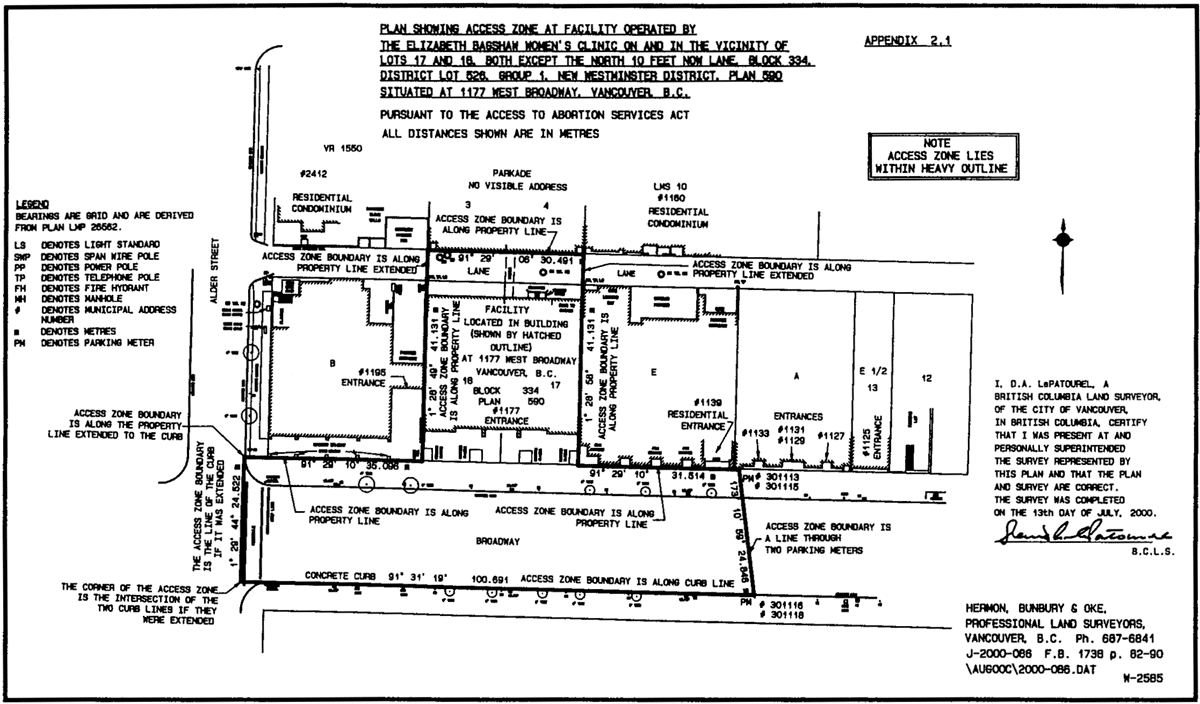 PLAN SHOWING ACCESS ZONE AT FACILITY OPERATED BY
THE ELIZABETH BAGSHAW WOMEN'S CLINIC ON AND IN THE VICINITY OF
LOTS 17 AND 18, BOTH EXCEPT THE NORTH 10 FEET NOW LANE, BLOCK 334,
DISTRICT LOT 526, GROUP 1, NEW WESTMINSTER DISTRICT, PLAN 590
SITUATED AT 1177 WEST BROADWAY, VANCOUVER, B.C.
PURSUANT TO THE ACCESS TO ABORTION SERVICES ACT
ALL DISTANCES SHOWN ARE IN METRES
APPENDIX 2.1
NOTE
ACCESS ZONE LIES
WITHIN HEAVY OUTLINE
LEGEND
BEARINGS ARE GRID AND ARE DERIVED
FROM PLAN LMP 26562.
LS DENOTES LIGHT STANDARD
SWP DENOTES SPAN WIRE POLE
PP DENOTES POWER POLE
TP DENOTES TELEPHONE POLE
FH DENOTES FIRE HYDRANT
MH DENOTES MANHOLE
# DENOTES MUNICIPAL ADDRESS
NUMBER
m DENOTES METRES
PM DENOTES PARKING METER
VR 1550
#2412
RESIDENTIAL
CONDOMINIUM
PARKADE
NO VISIBLE ADDRESS
3 4
LMS 10
#1160
RESIDENTIAL
CONDOMINIUM
ALDER STREET
ACCESS ZONE BOUNDARY IS
ALONG PROPERTY LINE
ACCESS ZONE BOUNDARY IS ALONG
PROPERTY LINE EXTENDED
91° 29' 08" 30.491 m
LANE
LANE
ACCESS ZONE BOUNDARY IS ALONG
PROPERTY LINE EXTENDED
B
#1195
ENTRANCE
1° 26' 49" 41.131 m
ACCESS ZONE BOUNDARY
IS ALONG PROPERTY LINE
FACILITY
LOCATED IN BUILDING
(SHOWN BY HATCHED
OUTLINE)
AT 1177 WEST BROADWAY
VANCOUVER, B.C.
18 17
BLOCK 334
PLAN 590
#1177
ENTRANCE
1° 28' 58" 41.131 m
ACCESS ZONE BOUNDARY IS
ALONG PROPERTY LINE
E
#1139
RESIDENTIAL
ENTRANCE
A
ENTRANCES
#1133
#1131
#1129
#1127
E 1/2
13
#1125
ENTRANCE
12
ACCESS ZONE BOUNDARY
IS ALONG THE PROPERTY
LINE EXTENDED TO THE CURB
91° 29' 10" 35.096 m
91° 29' 10" 31.514 m
PM # 301113
# 301115
1° 29' 44" 24.522 m
THE ACCESS ZONE BOUNDARY
IS THE LINE OF THE CURB
IF IT WAS EXTENDED
ACCESS ZONE BOUNDARY IS ALONG
PROPERTY LINE
ACCESS ZONE BOUNDARY IS ALONG
PROPERTY LINE
BROADWAY
173° 10' 59" 24.846 m
ACCESS ZONE BOUNDARY IS
A LINE THROUGH
TWO PARKING METERS
CONCRETE CURB 91° 31' 19" 100.691 ACCESS ZONE BOUNDARY IS ALONG CURB LINE
PM # 301116
# 301118
THE CORNER OF THE ACCESS ZONE
IS THE INTERSECTION OF THE
TWO CURB LINES IF THEY
WERE EXTENDED
I, D.A. LePATOUREL, A
BRITISH COLUMBIA LAND SURVEYOR,
OF THE CITY OF VANCOUVER,
IN BRITISH COLUMBIA, CERTIFY
THAT I WAS PRESENT AT AND
PERSONALLY SUPERINTENDED
THE SURVEY REPRESENTED BY
THIS PLAN AND THAT THE PLAN
AND SURVEY ARE CORRECT.
THE SURVEY WAS COMPLETED
ON THE 13th DAY OF JULY, 2000.
B.C.L.S.
HERMON, BUNBURY & OKE,
PROFESSIONAL LAND SURVEYORS,
VANCOUVER, B.C. Ph. 687-6841
J-2000-086 F.B. 1738 p. 82-90
\AUGOOC\2000-086.DAT
W-2585